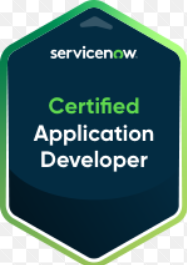 servicenow
Certified
Application
Developer